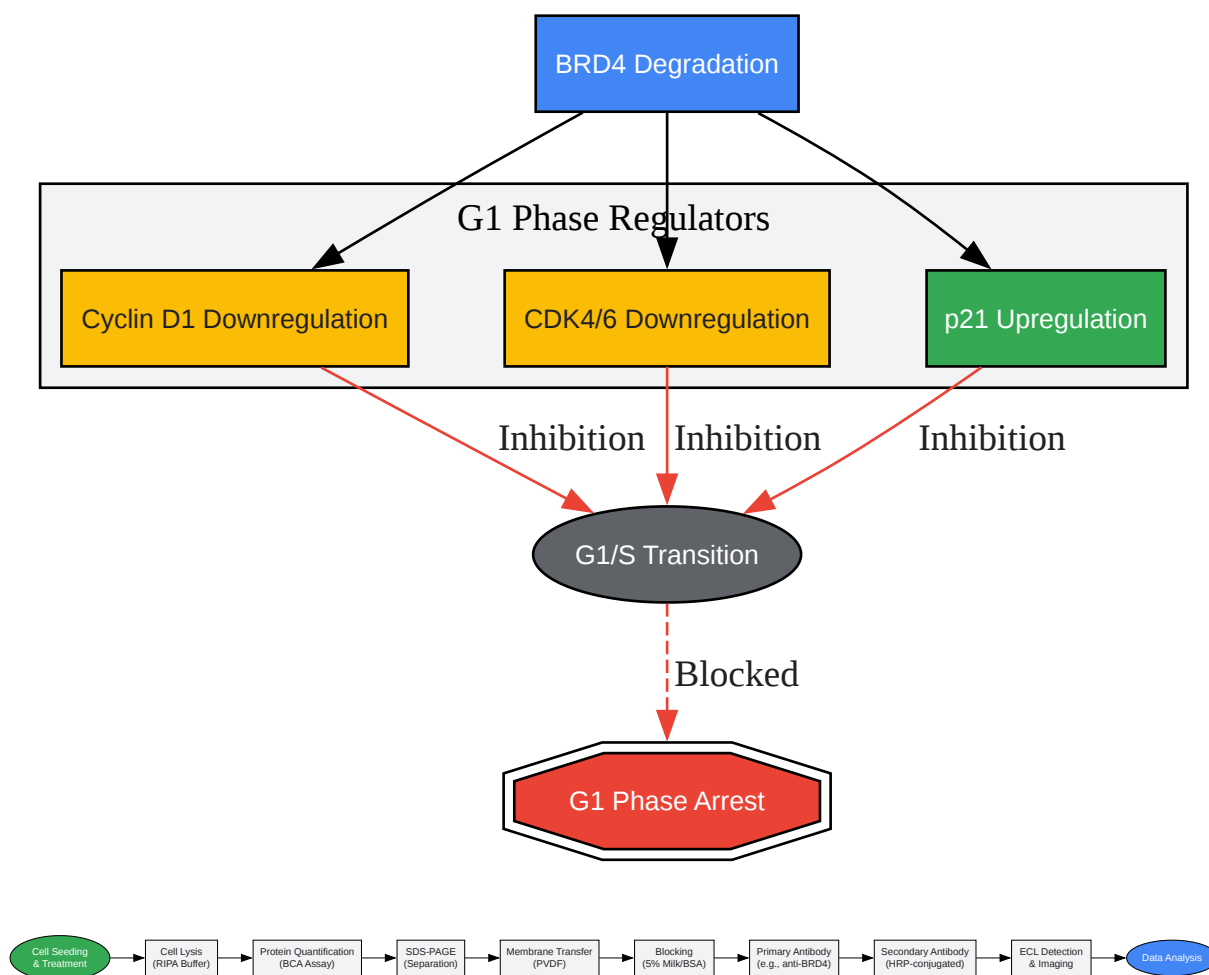 BRD4 Degradation
G1 Phase Regulators
Cyclin D1 Downregulation
CDK4/6 Downregulation
p21 Upregulation
Inhibition
Inhibition
Inhibition
G1/S Transition
Blocked
G1 Phase Arrest
Cell Seeding
& Treatment
Cell Lysis
(RIPA Buffer)
Protein Quantification
(BCA Assay)
SDS-PAGE
(Separation)
Membrane Transfer
(PVDF)
Blocking
(5% Milk/BSA)
Primary Antibody
(e.g., anti-BRD4)
Secondary Antibody
(HRP-conjugated)
ECL Detection
& Imaging
Data Analysis